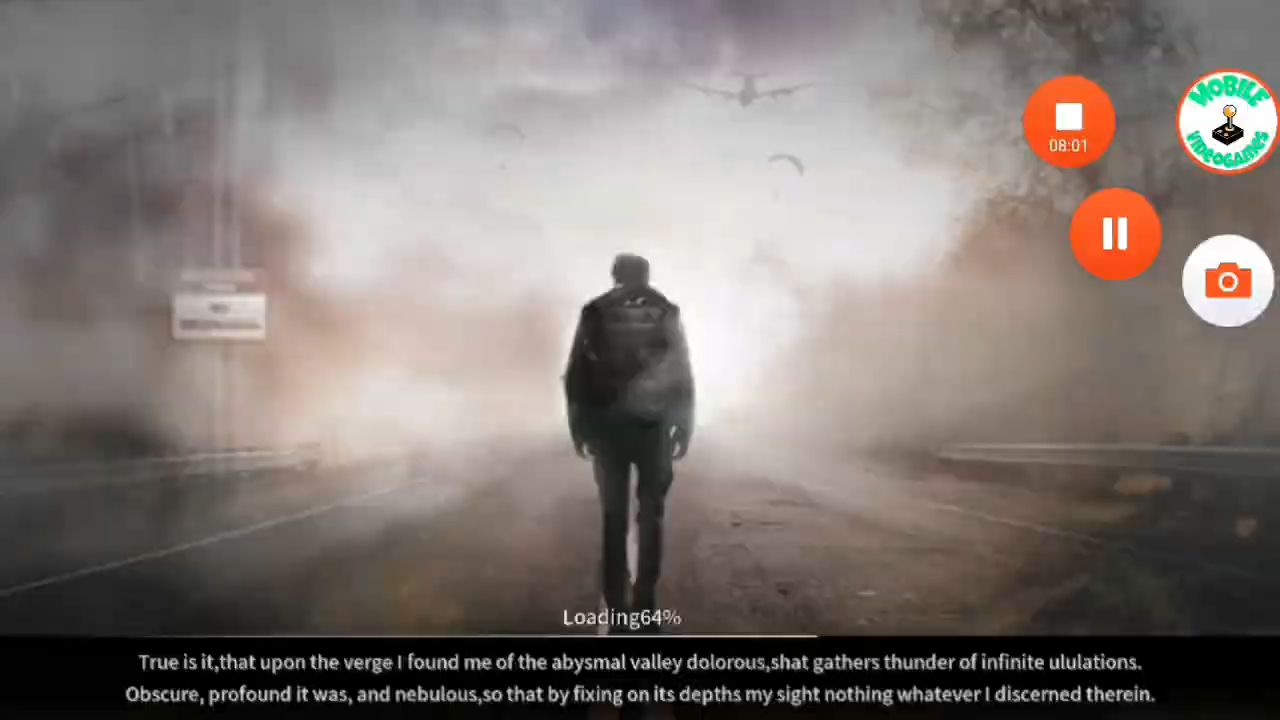 MOBILE
VIDEOGAMES
08:01
Loading64%
True is it,that upon the verge I found me of the abysmal valley dolorous,shat gathers thunder of infinite ululations.
Obscure, profound it was, and nebulous,so that by fixing on its depths my sight nothing whatever I discerned therein.